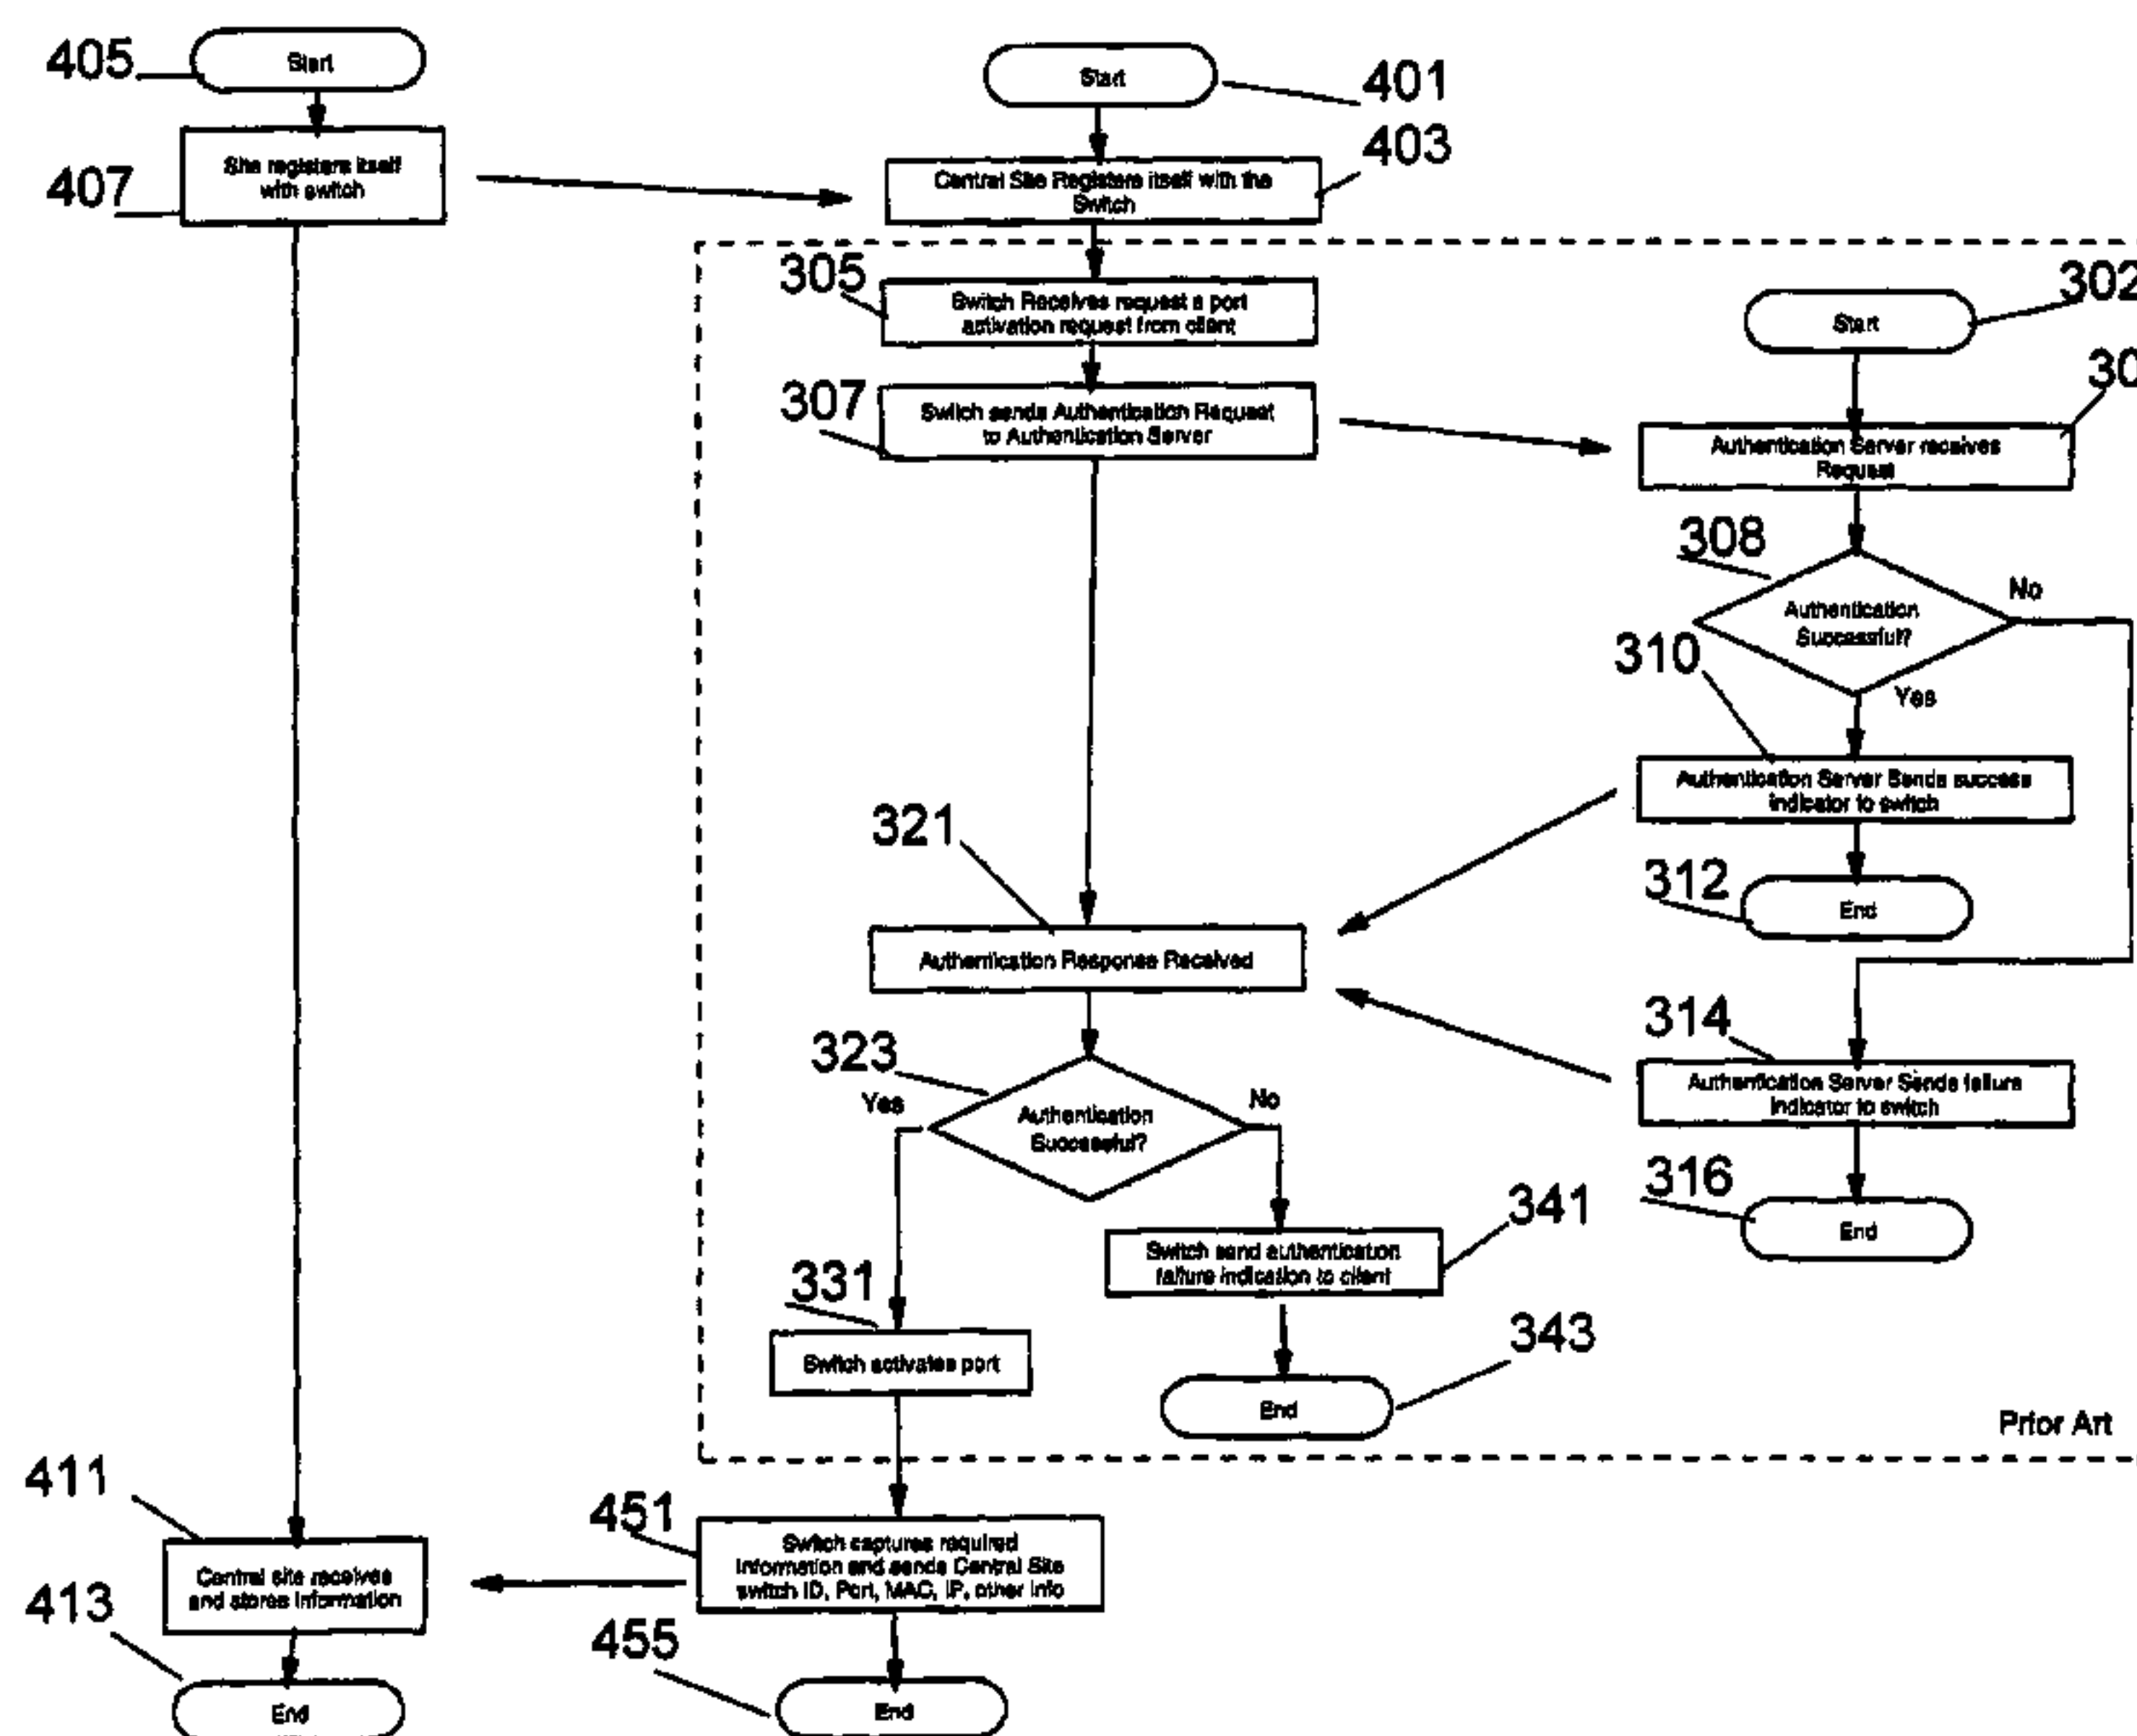 405
Start
407
Site registers itself
with switch
Start
401
403
Central Site Registers itself with the
Switch
305
Switch Receives request a port
activation request from client
302
Start
307
Switch sends Authentication Request
to Authentication Server
30
Authentication Server receives
Request
308
Authentication
Successful?
No
Yes
310
Authentication Server Sends success
indicator to switch
312
End
321
Authentication Response Received
314
Authentication Server Sends failure
indicator to switch
316
End
323
Yes
Authentication
Successful?
No
341
Switch send authentication
failure indication to client
331
Switch activates port
343
End
Prior Art
411
Central site receives
and stores Information
413
End
451
Switch captures required
Information and sends Central Site
switch ID, Port, MAC, IP, other info
455
End